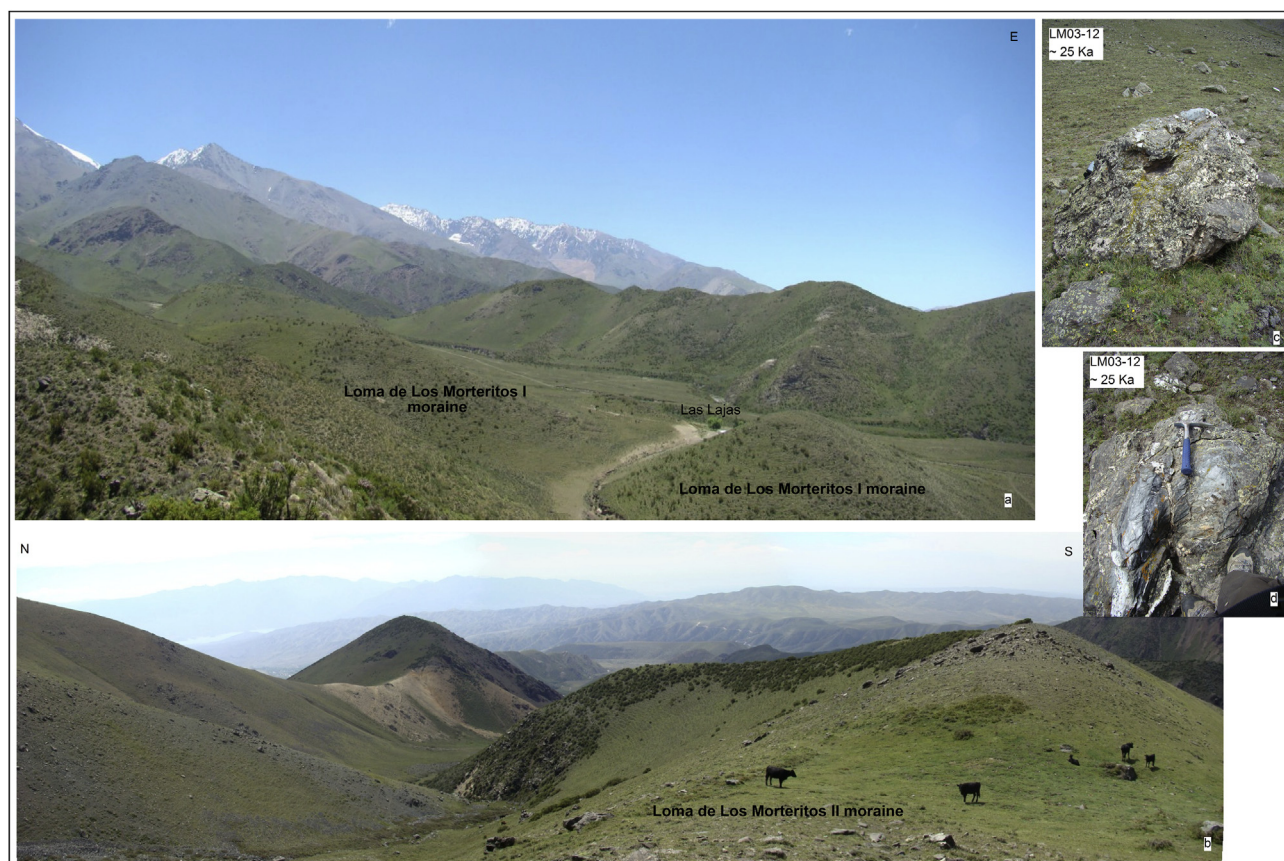 E
Loma de Los Morteritos I
moraine
Las Lajas
Loma de Los Morteritos I moraine
a
LM03-12
~ 25 Ka
c
LM03-12
~ 25 Ka
d
N
S
Loma de Los Morteritos II moraine
b